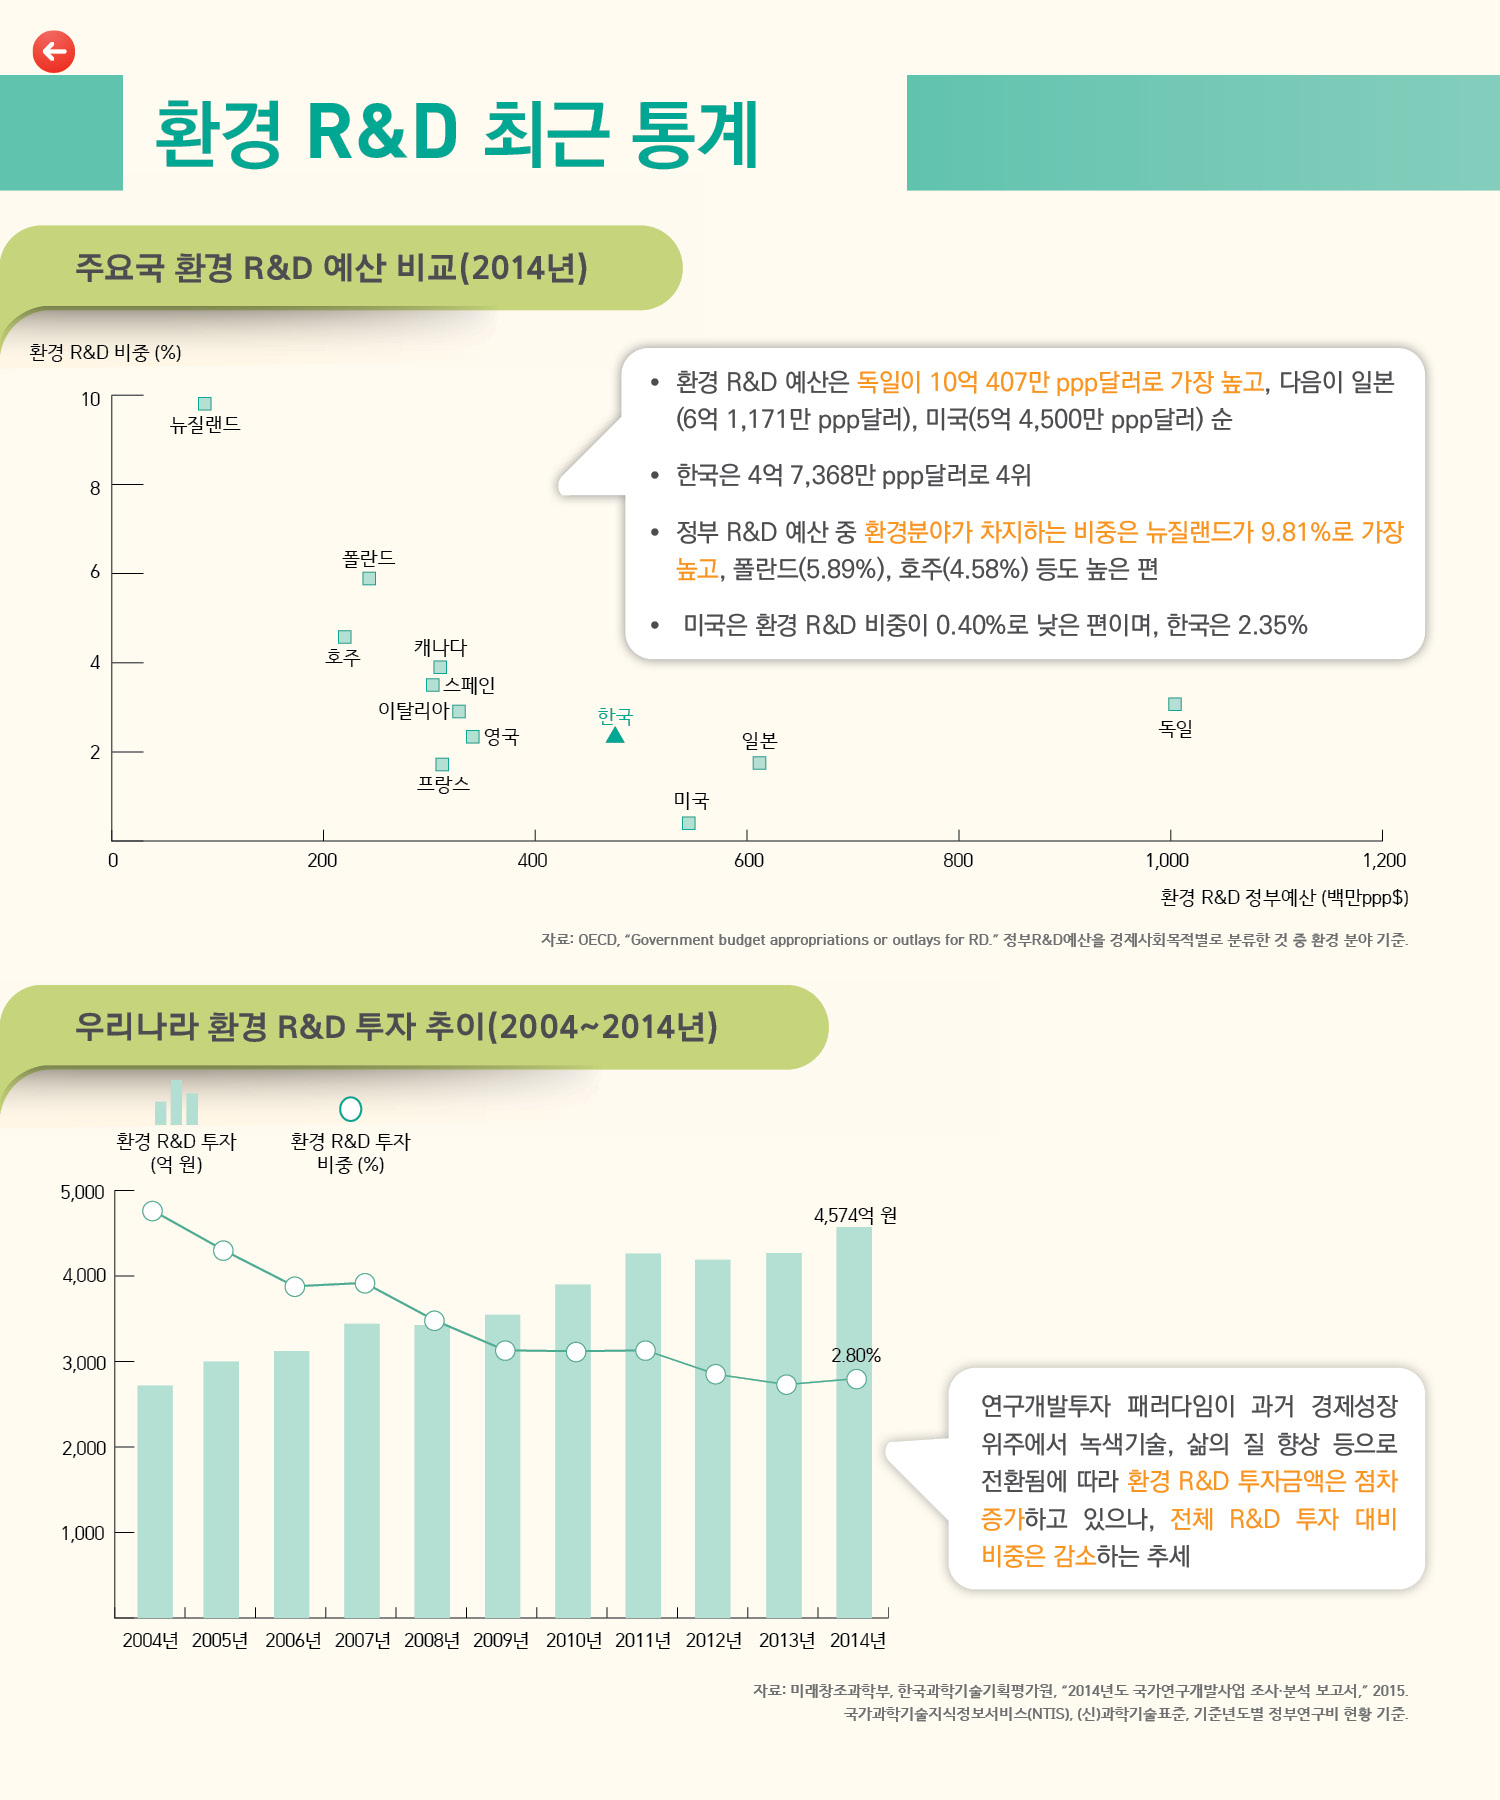 환경 R&D 최근 통계
주요국 환경 R&D 예산 비교(2014년)
환경 R&D 비중 (%)
10
8
6
4
2
뉴질랜드
폴란드
호주
캐나다
스페인
이탈리아
영국
프랑스
한국
일본
미국
독일
• 환경 R&D 예산은 독일이 10억 407만 ppp달러로 가장 높고, 다음이 일본
(6억 1,171만 ppp달러), 미국(5억 4,500만 ppp달러) 순
• 한국은 4억 7,368만 ppp달러로 4위
• 정부 R&D 예산 중 환경분야가 차지하는 비중은 뉴질랜드가 9.81%로 가장
높고, 폴란드(5.89%), 호주(4.58%) 등도 높은 편
• 미국은 환경 R&D 비중이 0.40%로 낮은 편이며, 한국은 2.35%
0 200 400 600 800 1,000 1,200
환경 R&D 정부예산 (백만ppp$)
자료: OECD, “Government budget appropriations or outlays for RD.” 정부R&D예산을 경제사회목적별로 분류한 것 중 환경 분야 기준.
우리나라 환경 R&D 투자 추이(2004~2014년)
환경 R&D 투자
(억 원)
환경 R&D 투자
비중 (%)
5,000
4,000
3,000
2,000
1,000
4,574억 원
2.80%
2004년 2005년 2006년 2007년 2008년 2009년 2010년 2011년 2012년 2013년 2014년
연구개발투자 패러다임이 과거 경제성장
위주에서 녹색기술, 삶의 질 향상 등으로
전환됨에 따라 환경 R&D 투자금액은 점차
증가하고 있으나, 전체 R&D 투자 대비
비중은 감소하는 추세
자료: 미래창조과학부, 한국과학기술기획평가원, “2014년도 국가연구개발사업 조사·분석 보고서,” 2015.
국가과학기술지식정보서비스(NTIS), (신)과학기술표준, 기준년도별 정부연구비 현황 기준.